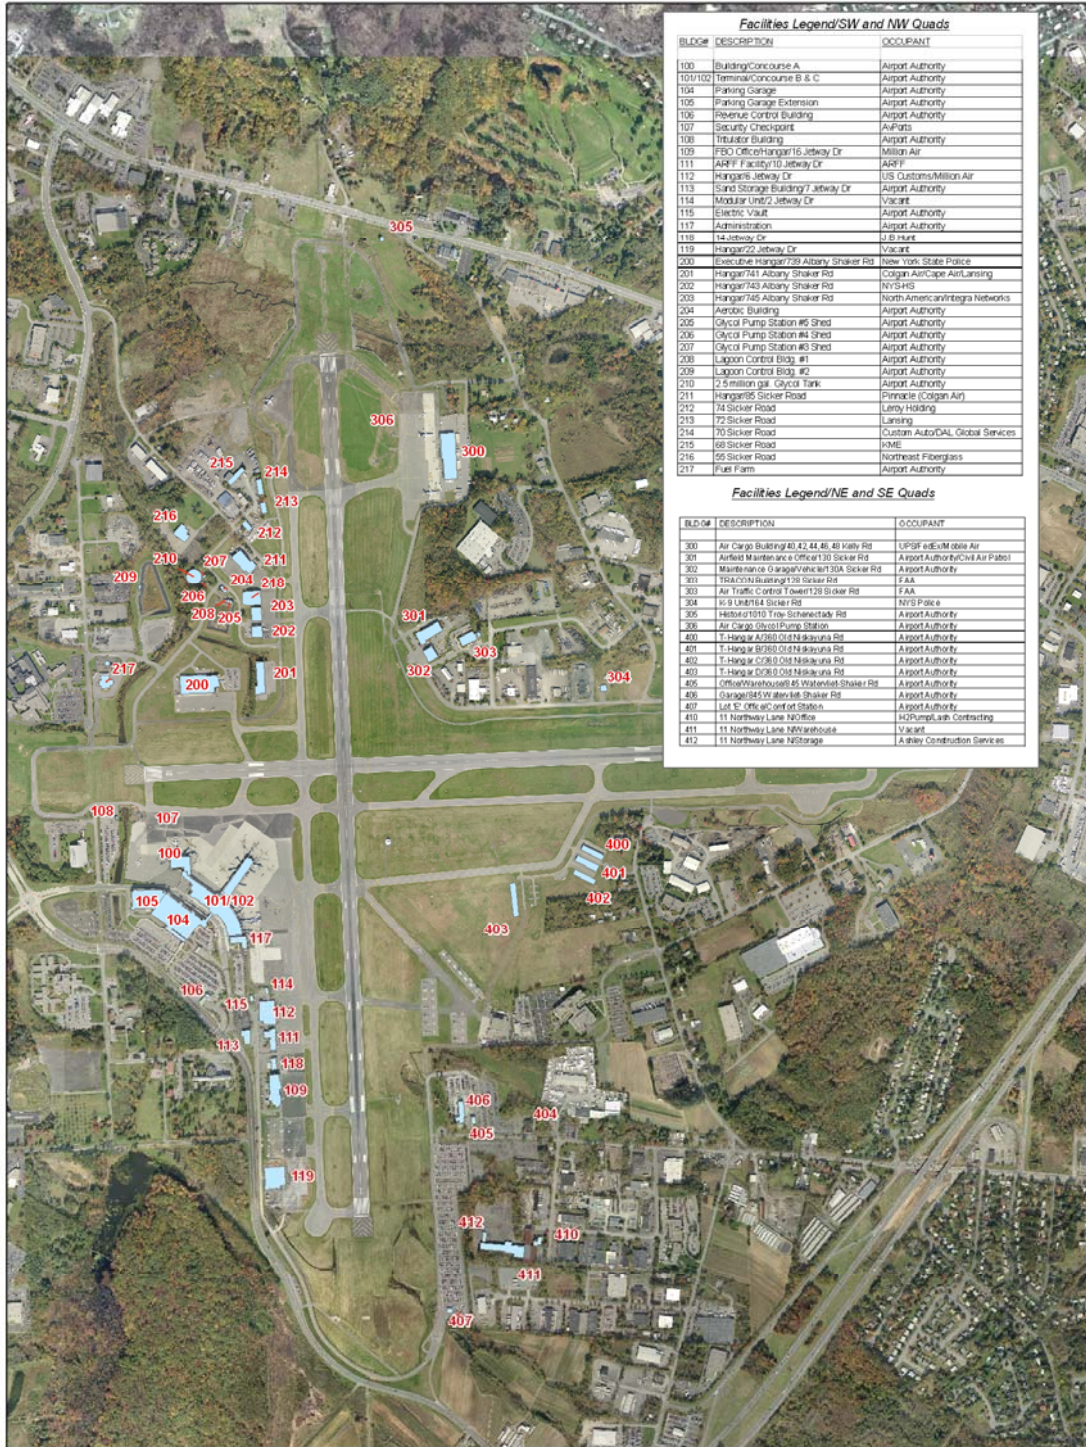 Facilities Legend/SW and NW Quads
BLDG# DESCRIPTION OCCUPANT
100 Building/Concourse A Airport Authority
101/102 Terminal/Concourse B & C Airport Authority
104 Parking Garage Airport Authority
105 Parking Garage Extension Airport Authority
106 Revenue Control Building Airport Authority
107 Security Checkpoint AvPorts
108 Tritulator Building Airport Authority
109 FBO Office/Hangar/16 Jetway Dr Million Air
111 ARFF Facility/10 Jetway Dr ARFF
112 Hangar/6 Jetway Dr US Customs/Million Air
113 Sand Storage Building/7 Jetway Dr Airport Authority
114 Modular Unit/2 Jetway Dr Vacant
115 Electric Vault Airport Authority
117 Administration Airport Authority
118 14 Jetway Dr J.B.Hunt
119 Hangar/22 Jetway Dr Vacant
200 Executive Hangar/739 Albany Shaker Rd New York State Police
201 Hangar/741 Albany Shaker Rd Colgan Air/Cape Air/Lansing
202 Hangar/743 Albany Shaker Rd NYS-HS
203 Hangar/745 Albany Shaker Rd North American/Integra Networks
204 Aerobic Building Airport Authority
205 Glycol Pump Station #5 Shed Airport Authority
206 Glycol Pump Station #4 Shed Airport Authority
207 Glycol Pump Station #3 Shed Airport Authority
208 Lagoon Control Bldg. #1 Airport Authority
209 Lagoon Control Bldg. #2 Airport Authority
210 2.5 million gal. Glycol Tank Airport Authority
211 Hangar/85 Sicker Road Pinnacle (Colgan Air)
212 74 Sicker Road Leroy Holding
213 72 Sicker Road Lansing
214 70 Sicker Road Custom Auto/DAL Global Services
215 68 Sicker Road KME
216 55 Sicker Road Northeast Fiberglass
217 Fuel Farm Airport Authority
Facilities Legend/NE and SE Quads
BLDG# DESCRIPTION OCCUPANT
300 Air Cargo Building/40,42,44,46,48 Kelly Rd UPS/FedEx/Mobile Air
301 Airfield Maintenance Office/130 Sicker Rd Airport Authority/Civil Air Patrol
302 Maintenance Garage/Vehicle/130A Sicker Rd Airport Authority
303 TRACON Building/128 Sicker Rd FAA
303 Air Traffic Control Tower/128 Sicker Rd FAA
304 K-9 Unit/164 Sicker Rd NYS Police
305 Historic/1010 Troy-Schenectady Rd Airport Authority
306 Air Cargo Glycol Pump Station Airport Authority
400 T-Hangar A/360 Old Niskayuna Rd Airport Authority
401 T-Hangar B/360 Old Niskayuna Rd Airport Authority
402 T-Hangar C/360 Old Niskayuna Rd Airport Authority
403 T-Hangar D/360 Old Niskayuna Rd Airport Authority
405 Office/Warehouse/845 Watervliet-Shaker Rd Airport Authority
406 Garage/845 Watervliet-Shaker Rd Airport Authority
407 Lot 'E' Office/Comfort Station Airport Authority
410 11 Northway Lane N/Office H2Pump/Lash Contracting
411 11 Northway Lane N/Warehouse Vacant
412 11 Northway Lane N/Storage Ashley Construction Services
305
306
300
215
214
213
216
212
210
207
211
209
204
218
206
203
208
205
202
301
303
302
217
201
200
304
108
107
100
400
401
105
101/102
402
104
403
117
106
114
115
112
113
111
118
109
406
404
405
119
412
410
411
407